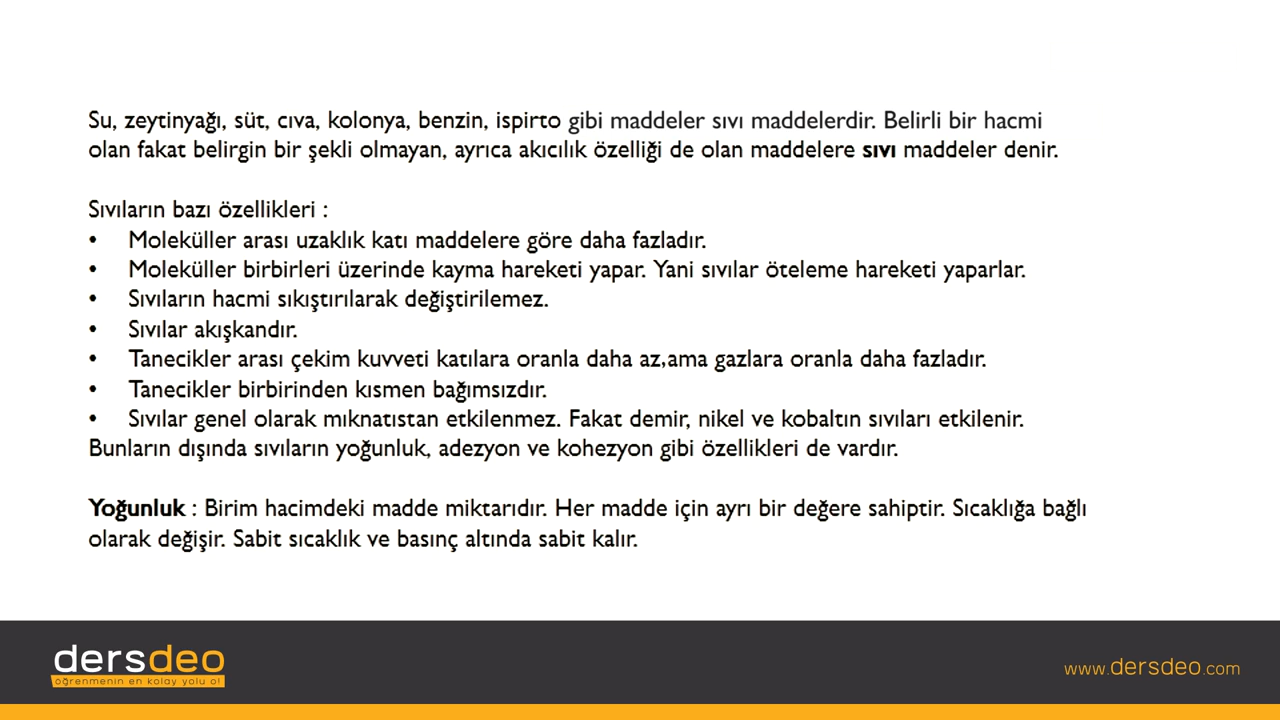 Su, zeytinyağı, süt, cıva, kolonya, benzin, ispirto gibi maddeler sıvı maddelerdir. Belirli bir hacmi
olan fakat belirgin bir şekli olmayan, ayrıca akıcılık özelliği de olan maddelere sıvı maddeler denir.
Sıvıların bazı özellikleri :
• Moleküller arası uzaklık katı maddelere göre daha fazladır.
• Moleküller birbirleri üzerinde kayma hareketi yapar. Yani sıvılar öteleme hareketi yaparlar.
• Sıvıların hacmi sıkıştırılarak değiştirilemez.
• Sıvılar akışkandır.
• Tanecikler arası çekim kuvveti katılara oranla daha az,ama gazlara oranla daha fazladır.
• Tanecikler birbirinden kısmen bağımsızdır.
• Sıvılar genel olarak mıknatıstan etkilenmez. Fakat demir, nikel ve kobaltın sıvıları etkilenir.
Bunların dışında sıvıların yoğunluk, adezyon ve kohezyon gibi özellikleri de vardır.
Yoğunluk : Birim hacimdeki madde miktarıdır. Her madde için ayrı bir değere sahiptir. Sıcaklığa bağlı
olarak değişir. Sabit sıcaklık ve basınç altında sabit kalır.
dersdeo
öğrenmenin en kolay yolu o!
www.dersdeo.com